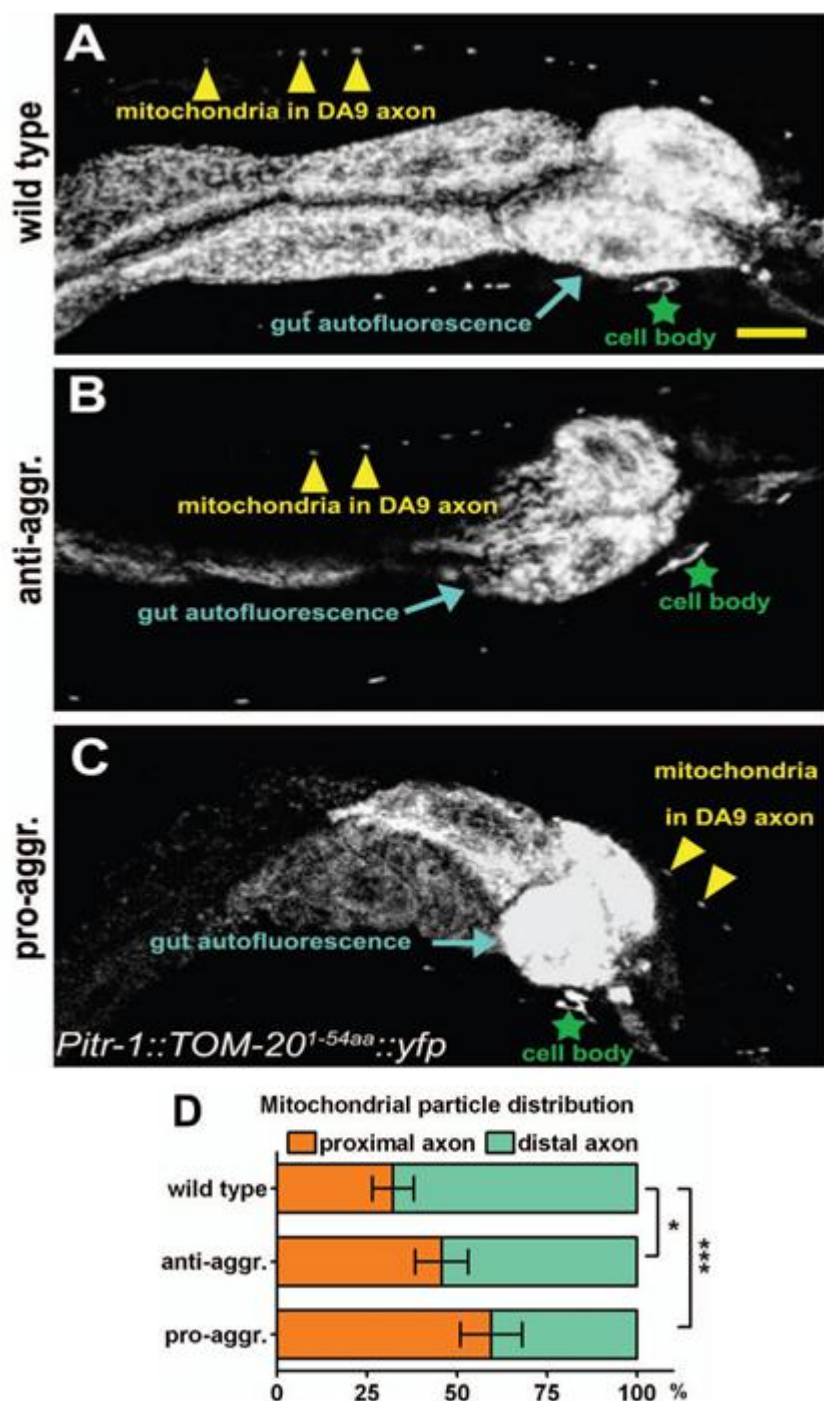 A
mitochondria in DA9 axon
wild type
gut autofluorescence
cell body
B
mitochondria in DA9 axon
anti-aggr.
gut autofluorescence
cell body
C
mitochondria
in DA9 axon
pro-aggr.
gut autofluorescence
Pitr-1::TOM-20¹⁻⁵⁴ᵃᵃ::yfp
cell body
D
Mitochondrial particle distribution
proximal axon distal axon
wild type
*
anti-aggr.
***
pro-aggr.
0 25 50 75 100 %